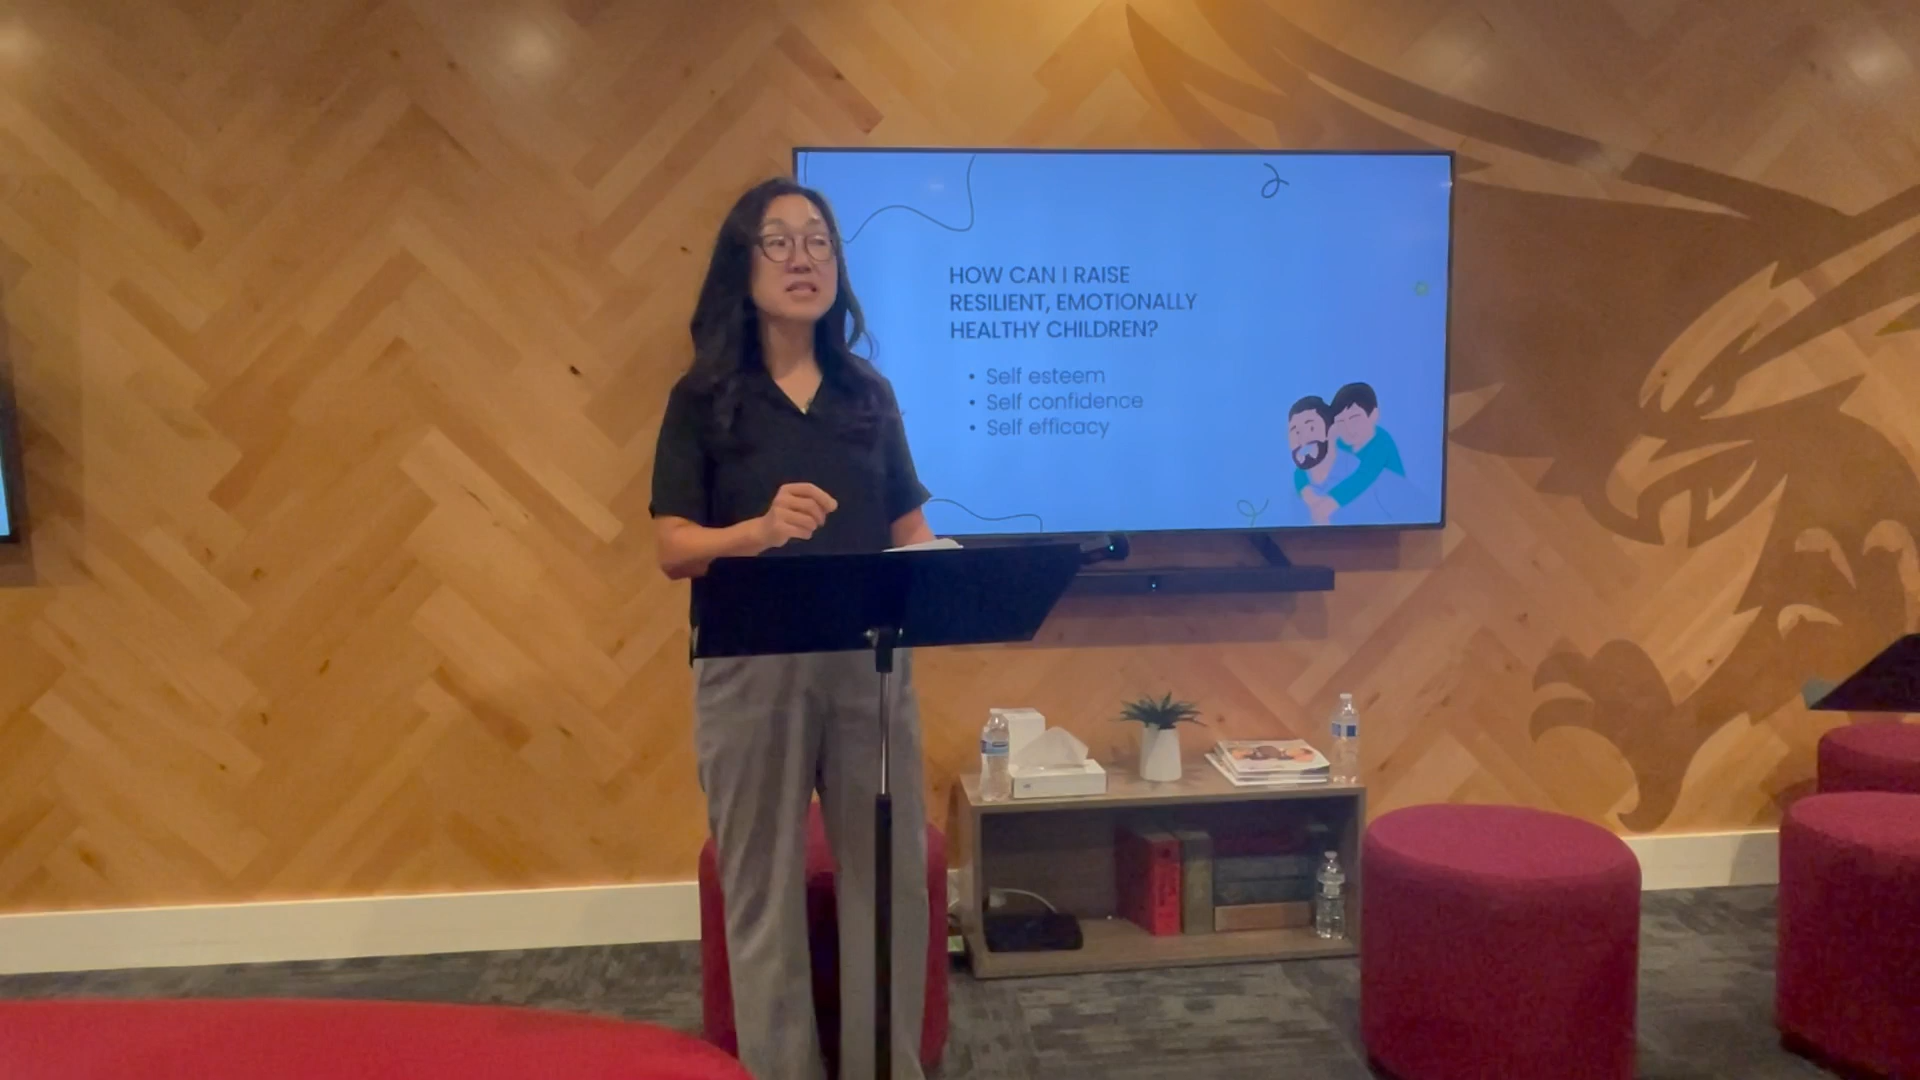 HOW CAN I RAISE
RESILIENT, EMOTIONALLY
HEALTHY CHILDREN?
• Self esteem
• Self confidence
• Self efficacy